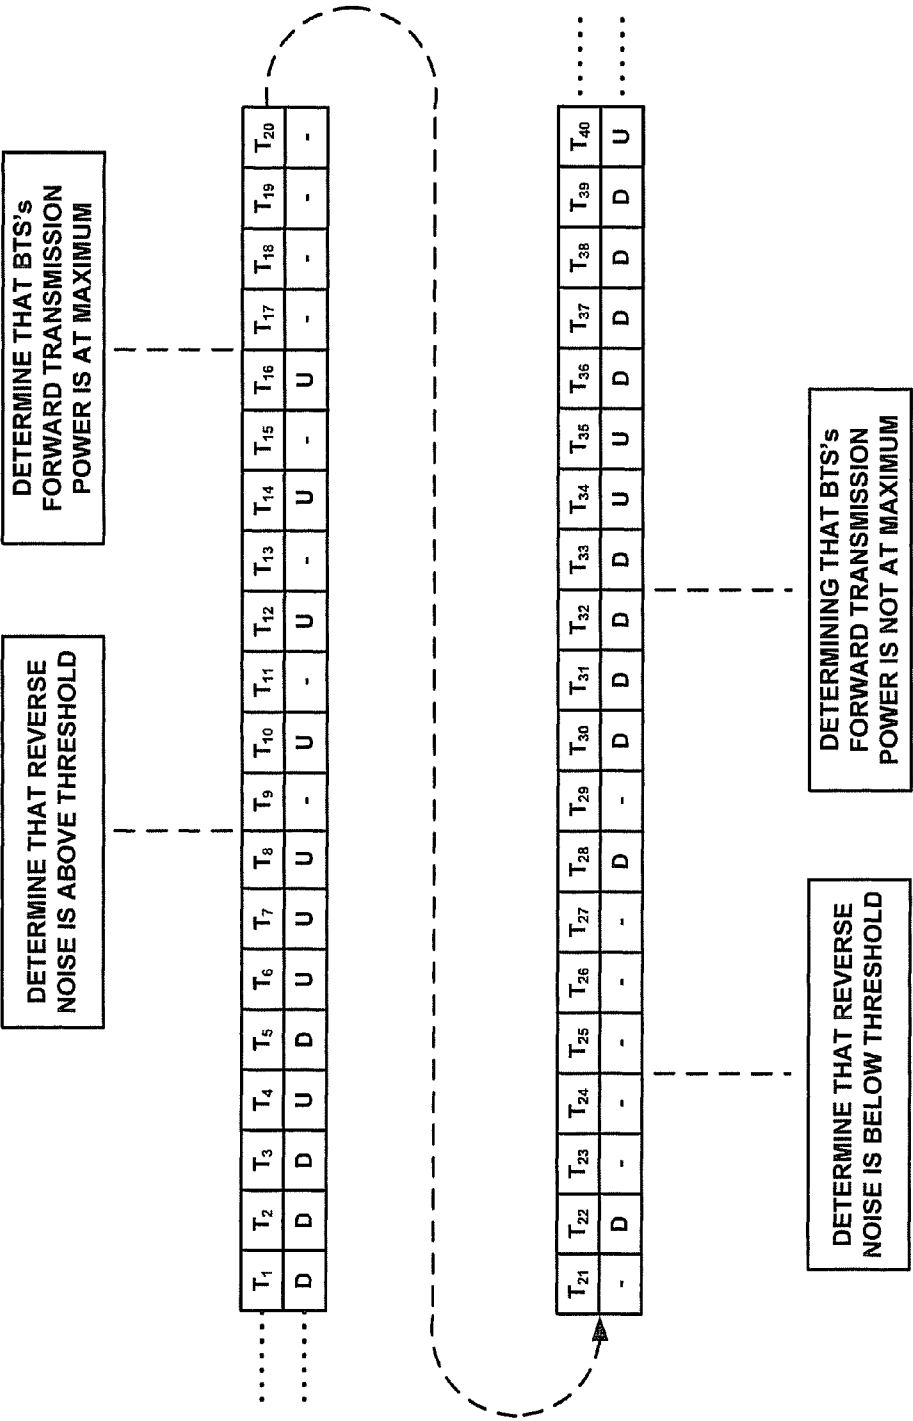 DETERMINE THAT REVERSE
NOISE IS ABOVE THRESHOLD
DETERMINE THAT BTS's
FORWARD TRANSMISSION
POWER IS AT MAXIMUM
T1 T2 T3 T4 T5 T6 T7 T8 T9 T10 T11 T12 T13 T14 T15 T16 T17 T18 T19 T20
D D D U D U U U - U - U - U - U - - - -
T21 T22 T23 T24 T25 T26 T27 T28 T29 T30 T31 T32 T33 T34 T35 T36 T37 T38 T39 T40
- D - - - - - D - D D D D U U D D D D U
DETERMINE THAT REVERSE
NOISE IS BELOW THRESHOLD
DETERMINING THAT BTS's
FORWARD TRANSMISSION
POWER IS NOT AT MAXIMUM